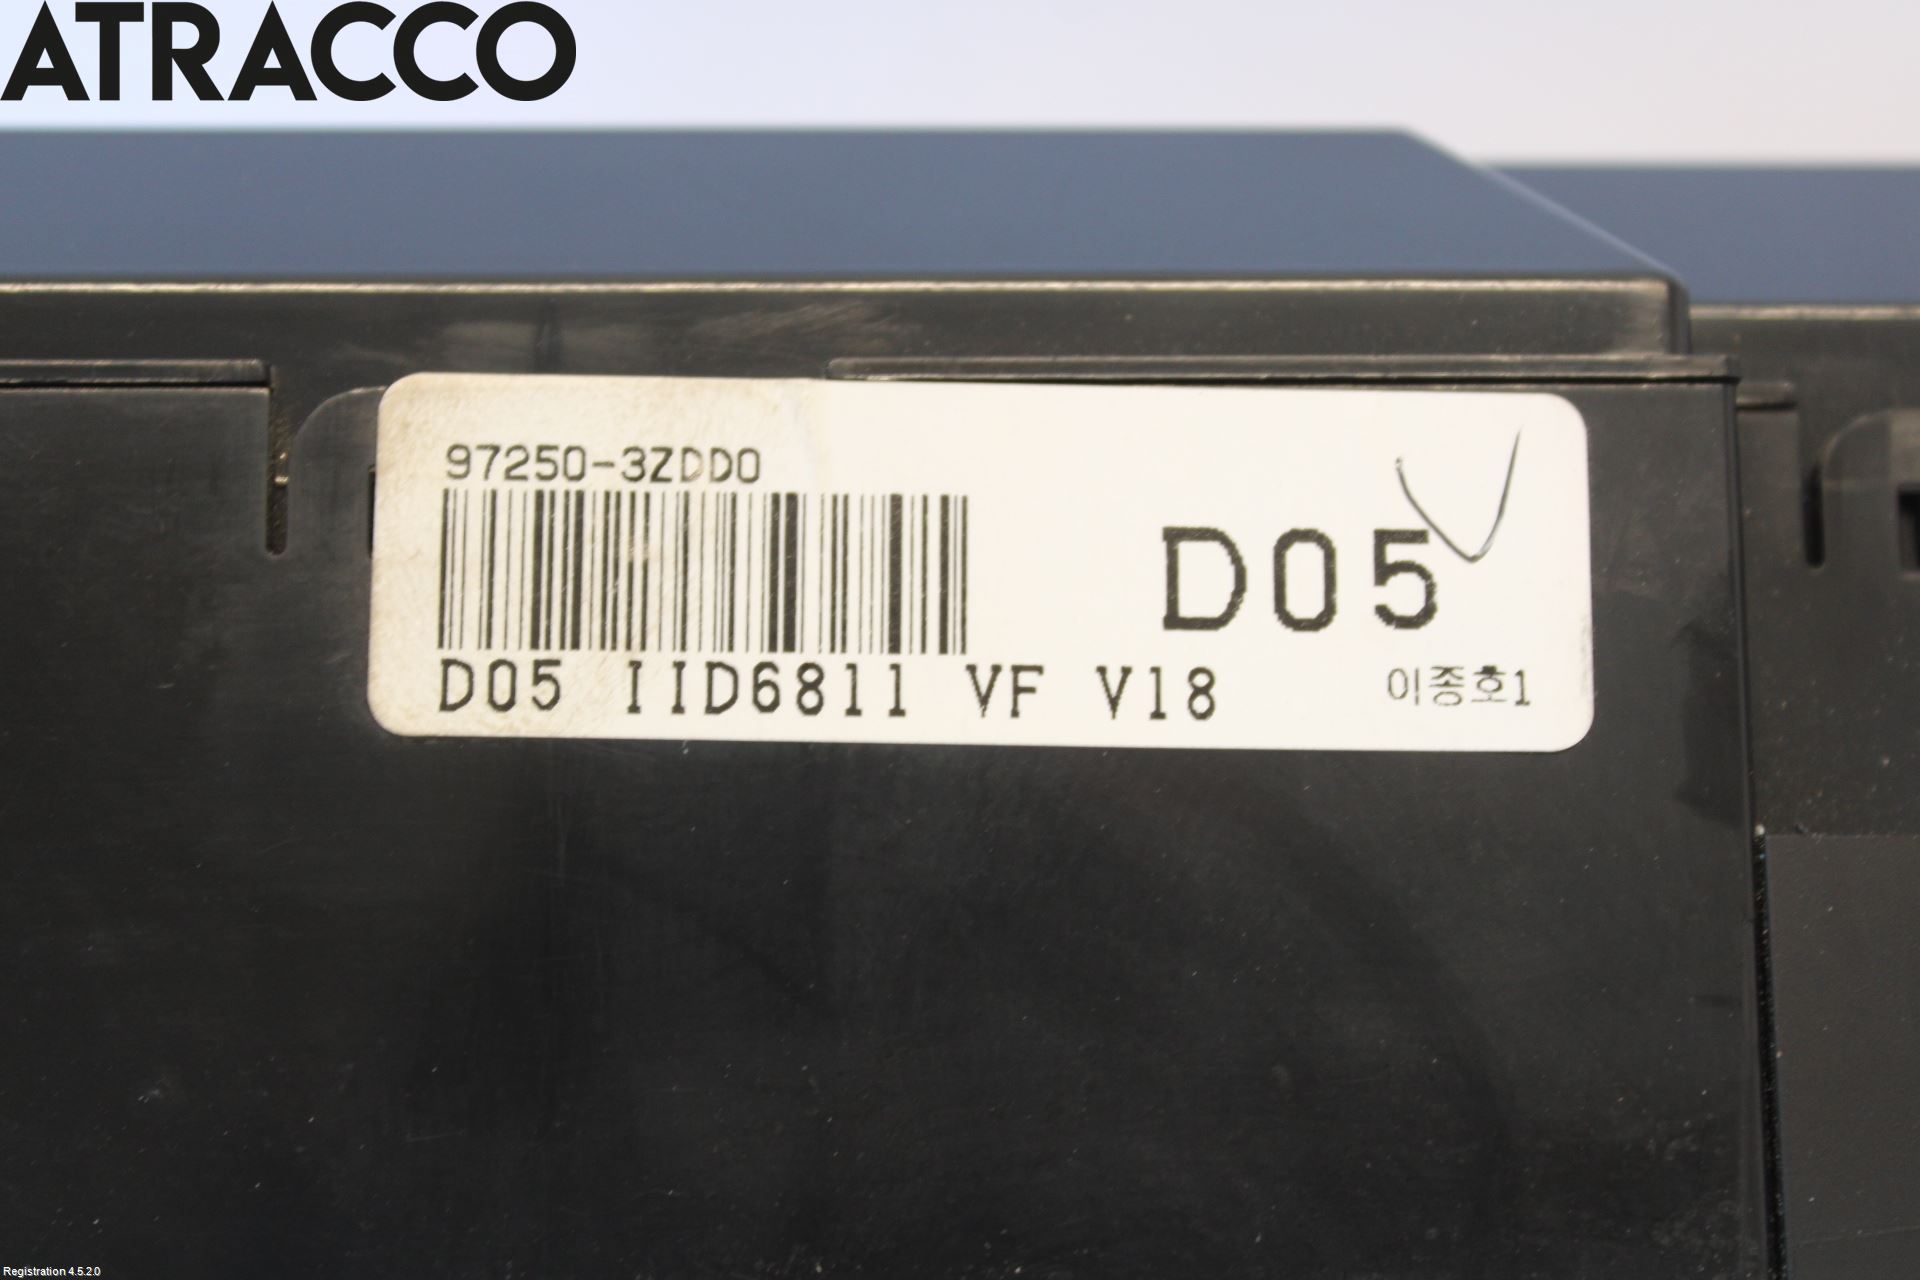 ATRACCO
97250-3ZDD0
D05
D05 IID6811 VF V18
이종호1
Registration 4.5.2.0